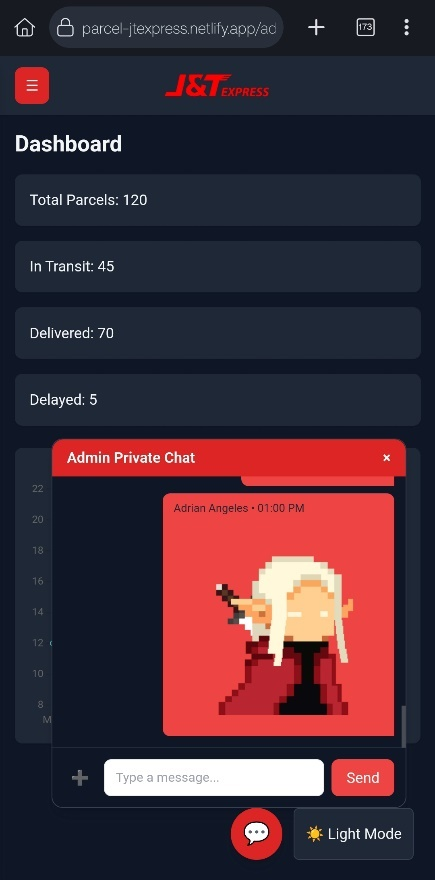 parcel-jtexpress.netlify.app/ad
173
J&T EXPRESS
Dashboard
Total Parcels: 120
In Transit: 45
Delivered: 70
Delayed: 5
Admin Private Chat ×
Adrian Angeles • 01:00 PM
22
20
18
16
14
12
10
8
M
Type a message...
Send
Light Mode